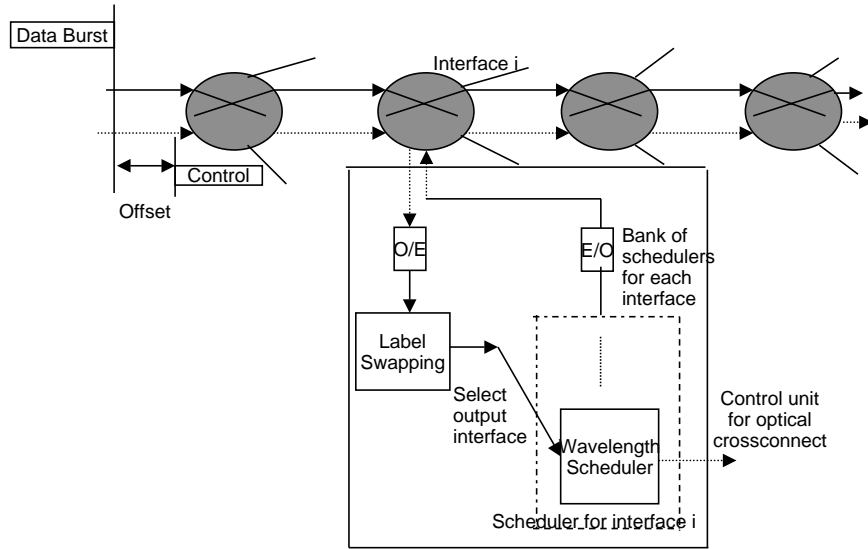 Data Burst
Interface i
Control
Offset
O/E
E/O
Bank of
schedulers
for each
interface
Label
Swapping
Select
output
interface
Wavelength
Scheduler
Control unit
for optical
crossconnect
Scheduler for interface i